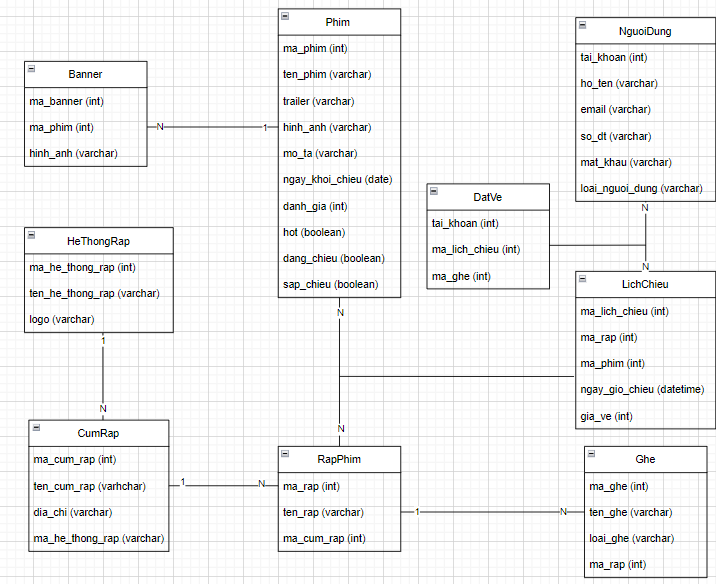 Phim
ma_phim (int)
ten_phim (varchar)
trailer (varchar)
hinh_anh (varchar)
mo_ta (varchar)
ngay_khoi_chieu (date)
danh_gia (int)
hot (boolean)
dang_chieu (boolean)
sap_chieu (boolean)
NguoiDung
tai_khoan (int)
ho_ten (varchar)
email (varchar)
so_dt (varchar)
mat_khau (varchar)
loai_nguoi_dung (varchar)
Banner
ma_banner (int)
ma_phim (int)
hinh_anh (varchar)
N
1
DatVe
tai_khoan (int)
ma_lich_chieu (int)
ma_ghe (int)
N
N
HeThongRap
ma_he_thong_rap (int)
ten_he_thong_rap (varchar)
logo (varchar)
1
N
LichChieu
ma_lich_chieu (int)
ma_rap (int)
ma_phim (int)
ngay_gio_chieu (datetime)
gia_ve (int)
N
N
CumRap
ma_cum_rap (int)
ten_cum_rap (varhchar)
dia_chi (varchar)
ma_he_thong_rap (varchar)
1
N
RapPhim
ma_rap (int)
ten_rap (varchar)
ma_cum_rap (int)
1
N
Ghe
ma_ghe (int)
ten_ghe (varchar)
loai_ghe (varchar)
ma_rap (int)